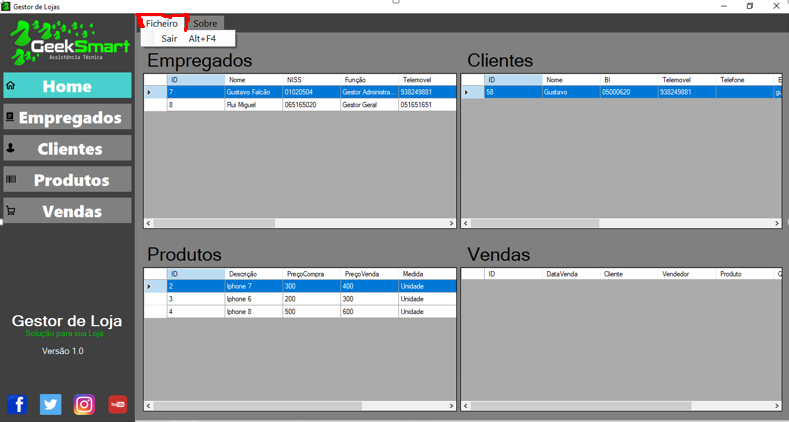 Gestor de Lojas
Ficheiro Sobre
Sair Alt+F4
GeekSmart
Assistência Técnica
Home
Empregados
Clientes
Produtos
Vendas
Gestor de Loja
Solução para sua Loja
Versão 1.0
YouTube
Empregados
ID Nome NISS Função Telemovel
7 Gustavo Falcão 01020504 Gestor Administra... 938249881
8 Rui Miguel 065165020 Gestor Geral 051651651
Clientes
ID Nome BI Telemovel Telefone E
58 Gustavo 05000620 938249881 gu
Produtos
ID Descrição PreçoCompra PreçoVenda Medida
2 Iphone 7 300 400 Unidade
3 Iphone 6 200 300 Unidade
4 Iphone 8 500 600 Unidade
Vendas
ID DataVenda Cliente Vendedor Produto Q